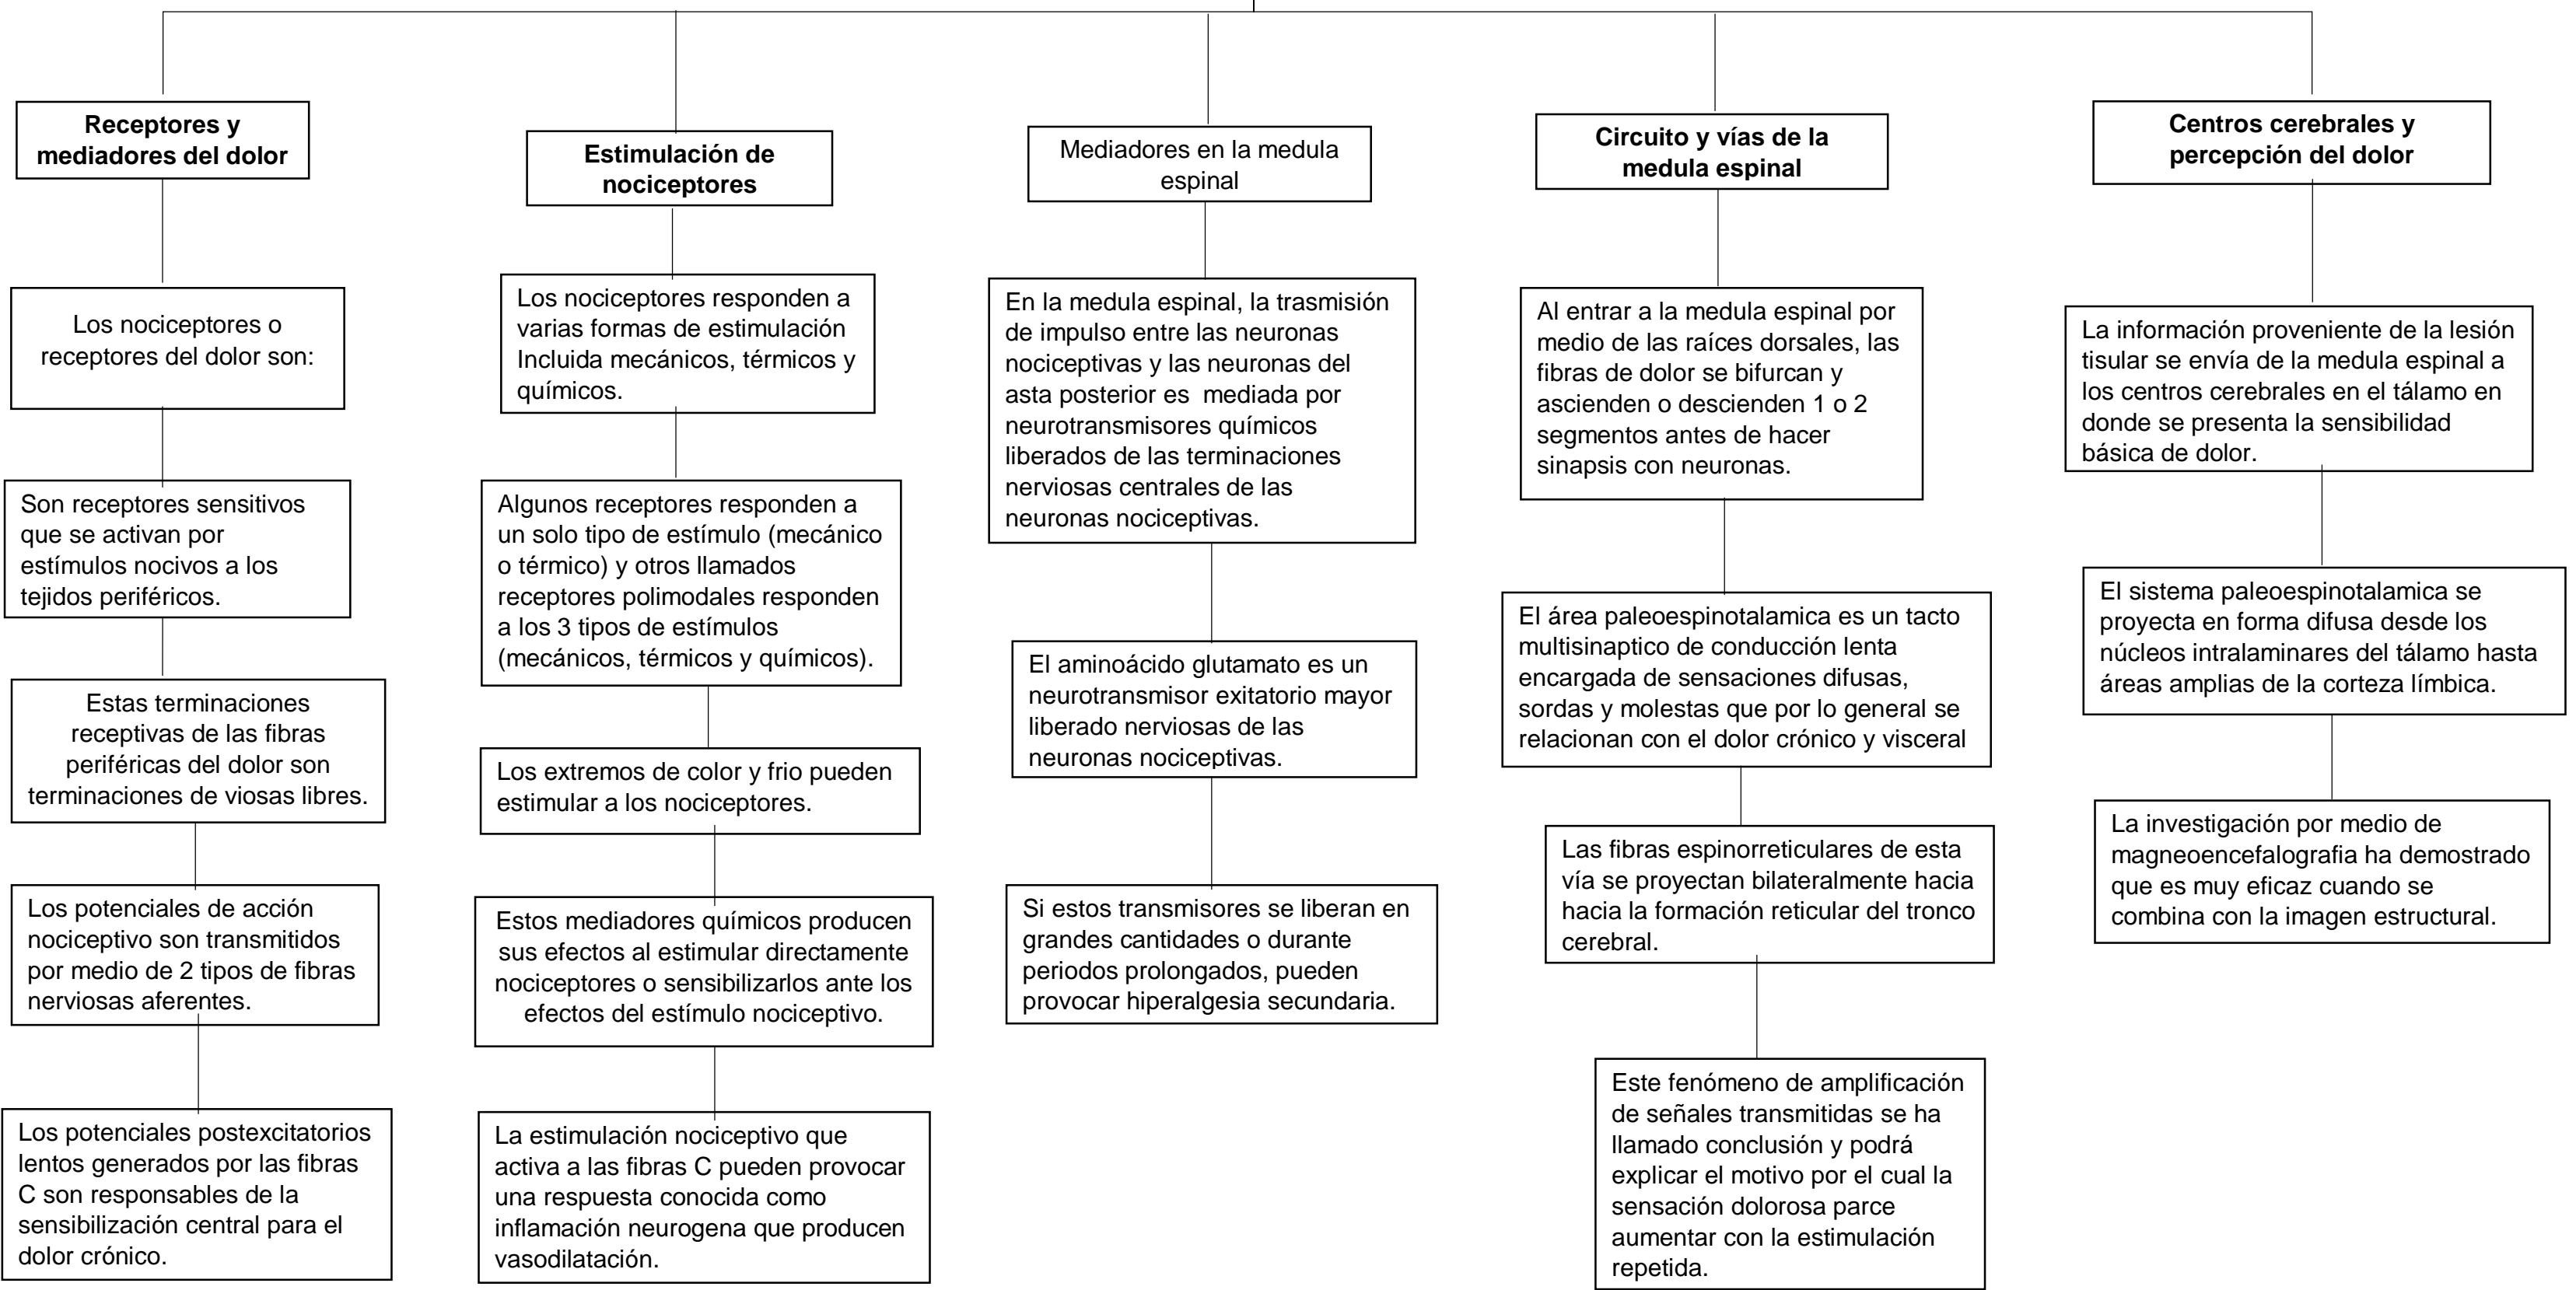 Receptores y
mediadores del dolor
Los nociceptores o
receptores del dolor son:
Son receptores sensitivos
que se activan por
estímulos nocivos a los
tejidos periféricos.
Estas terminaciones
receptivas de las fibras
periféricas del dolor son
terminaciones de viosas libres.
Los potenciales de acción
nociceptivo son transmitidos
por medio de 2 tipos de fibras
nerviosas aferentes.
Los potenciales postexcitatorios
lentos generados por las fibras
C son responsables de la
sensibilización central para el
dolor crónico.
Estimulación de
nociceptores
Los nociceptores responden a
varias formas de estimulación
Incluida mecánicos, térmicos y
químicos.
Algunos receptores responden a
un solo tipo de estímulo (mecánico
o térmico) y otros llamados
receptores polimodales responden
a los 3 tipos de estímulos
(mecánicos, térmicos y químicos).
Los extremos de color y frio pueden
estimular a los nociceptores.
Estos mediadores químicos producen
sus efectos al estimular directamente
nociceptores o sensibilizarlos ante los
efectos del estímulo nociceptivo.
La estimulación nociceptivo que
activa a las fibras C pueden provocar
una respuesta conocida como
inflamación neurogena que producen
vasodilatación.
Mediadores en la medula
espinal
En la medula espinal, la trasmisión
de impulso entre las neuronas
nociceptivas y las neuronas del
asta posterior es  mediada por
neurotransmisores químicos
liberados de las terminaciones
nerviosas centrales de las
neuronas nociceptivas.
El aminoácido glutamato es un
neurotransmisor exitatorio mayor
liberado nerviosas de las
neuronas nociceptivas.
Si estos transmisores se liberan en
grandes cantidades o durante
periodos prolongados, pueden
provocar hiperalgesia secundaria.
Circuito y vías de la
medula espinal
Al entrar a la medula espinal por
medio de las raíces dorsales, las
fibras de dolor se bifurcan y
ascienden o descienden 1 o 2
segmentos antes de hacer
sinapsis con neuronas.
El área paleoespinotalamica es un tacto
multisinaptico de conducción lenta
encargada de sensaciones difusas,
sordas y molestas que por lo general se
relacionan con el dolor crónico y visceral
Las fibras espinorreticulares de esta
vía se proyectan bilateralmente hacia
hacia la formación reticular del tronco
cerebral.
Este fenómeno de amplificación
de señales transmitidas se ha
llamado conclusión y podrá
explicar el motivo por el cual la
sensación dolorosa parce
aumentar con la estimulación
repetida.
Centros cerebrales y
percepción del dolor
La información proveniente de la lesión
tisular se envía de la medula espinal a
los centros cerebrales en el tálamo en
donde se presenta la sensibilidad
básica de dolor.
El sistema paleoespinotalamica se
proyecta en forma difusa desde los
núcleos intralaminares del tálamo hasta
áreas amplias de la corteza límbica.
La investigación por medio de
magneoencefalografia ha demostrado
que es muy eficaz cuando se
combina con la imagen estructural.